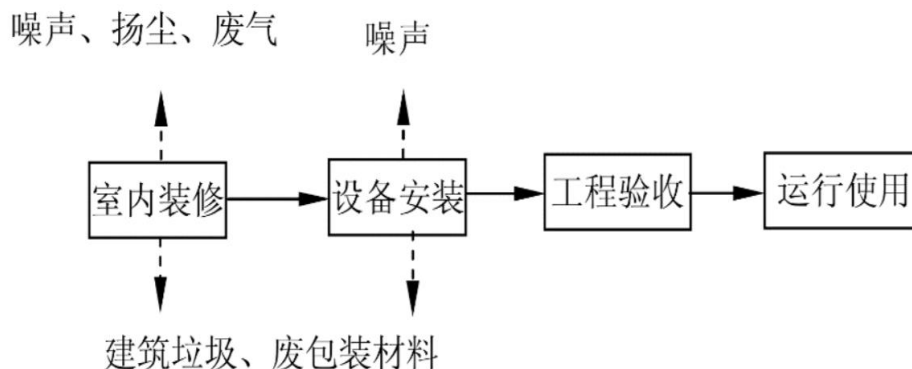 噪声、扬尘、废气
噪声
室内装修
设备安装
工程验收
运行使用
建筑垃圾、废包装材料